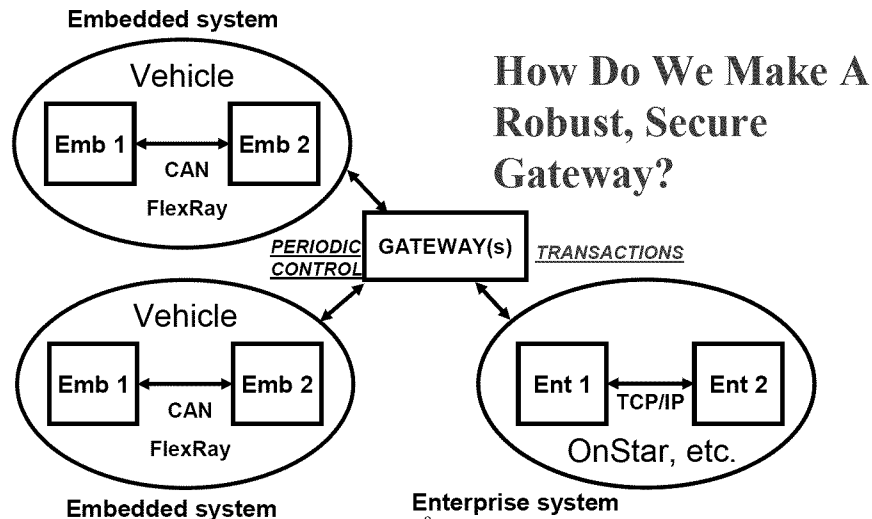 Embedded system
Vehicle
Emb 1
Emb 2
CAN
FlexRay
How Do We Make A
Robust, Secure
Gateway?
PERIODIC
CONTROL
GATEWAY(s)
TRANSACTIONS
Vehicle
Emb 1
Emb 2
CAN
FlexRay
Embedded system
Ent 1
Ent 2
TCP/IP
OnStar, etc.
Enterprise system